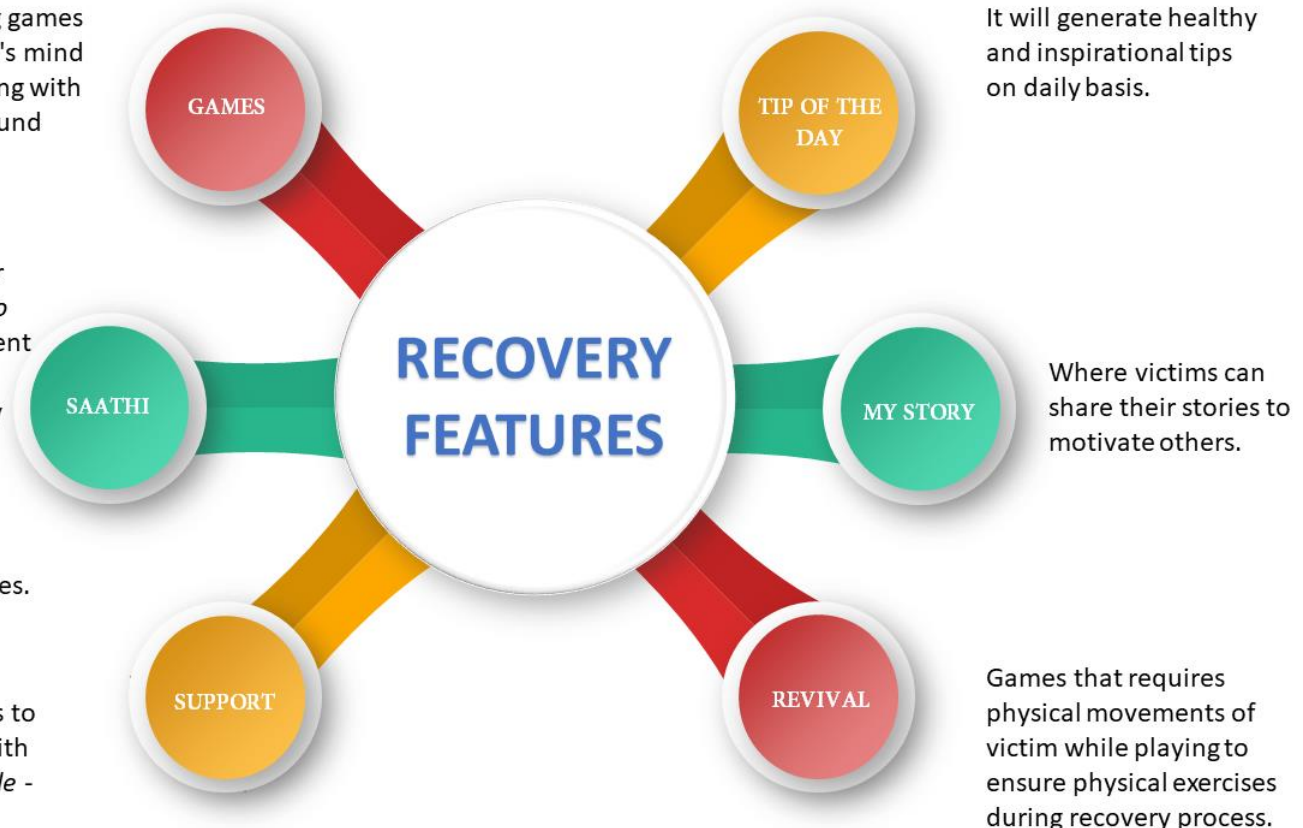 games
's mind
ng with
und
GAMES
TIP OF THE
DAY
It will generate healthy
and inspirational tips
on daily basis.
ent
SAATHI
RECOVERY
FEATURES
MY STORY
Where victims can
share their stories to
motivate others.
es.
s to
ith
le -
SUPPORT
REVIVAL
Games that requires
physical movements of
victim while playing to
ensure physical exercises
during recovery process.